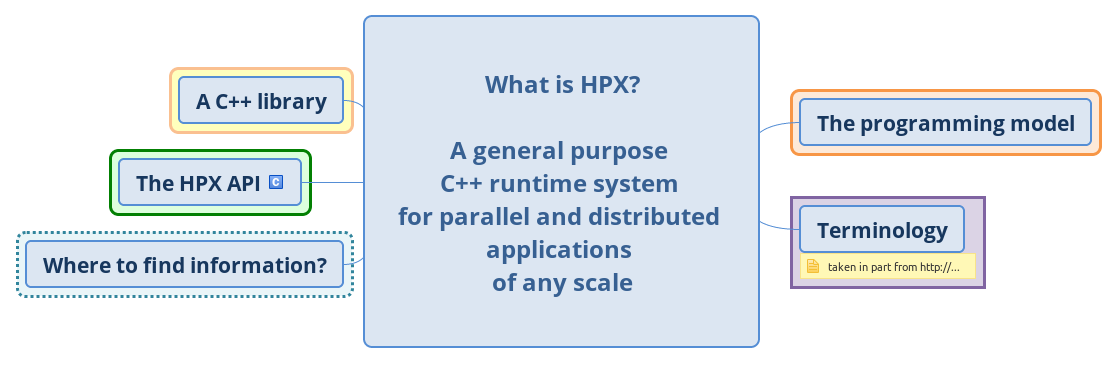 What is HPX?
A general purpose
C++ runtime system
for parallel and distributed
applications
of any scale
A C++ library
The HPX API
Where to find information?
The programming model
Terminology
taken in part from http://...